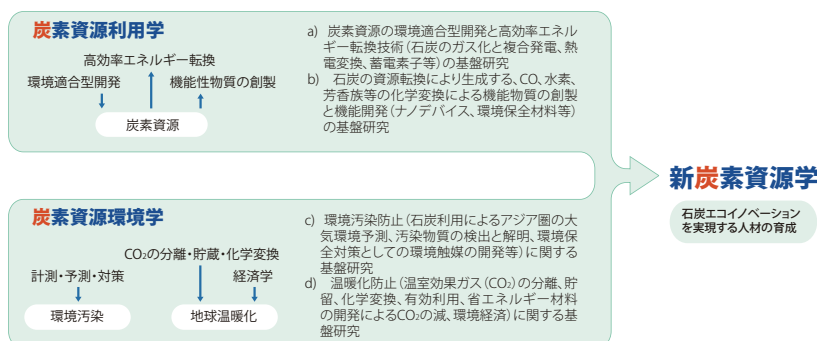 炭素資源利用学
高効率エネルギー転換
環境適合型開発
機能性物質の創製
炭素資源
a) 炭素資源の環境適合型開発と高効率エネル
ギー転換技術（石炭のガス化と複合発電、熱
電変換、蓄電素子等）の基盤研究
b) 石炭の資源転換により生成する、CO、水素、
芳香族等の化学変換による機能物質の創製
と機能開発（ナノデバイス、環境保全材料等）
の基盤研究
炭素資源環境学
CO₂の分離・貯蔵・化学変換
計測・予測・対策
経済学
環境汚染
地球温暖化
c) 環境汚染防止（石炭利用によるアジア圏の大
気環境予測、汚染物質の検出と解明、環境保
全対策としての環境触媒の開発等）に関する
基盤研究
d) 温暖化防止（温室効果ガス（CO₂）の分離、貯
留、化学変換、有効利用、省エネルギー材料
の開発によるCO₂の減、環境経済）に関する基
盤研究
新炭素資源学
石炭エコイノベーション
を実現する人材の育成